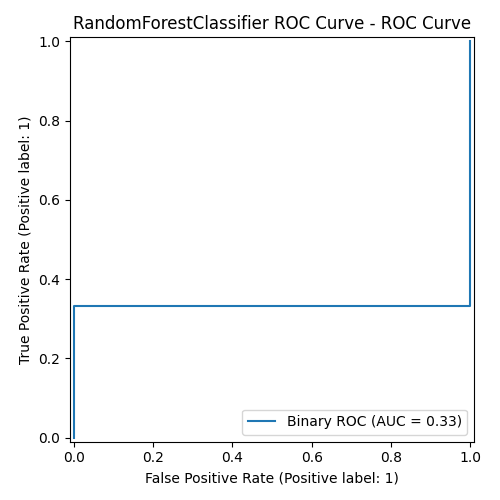 RandomForestClassifier ROC Curve - ROC Curve
1.0
0.8
0.6
0.4
0.2
0.0
True Positive Rate (Positive label: 1)
Binary ROC (AUC = 0.33)
0.0 0.2 0.4 0.6 0.8 1.0
False Positive Rate (Positive label: 1)